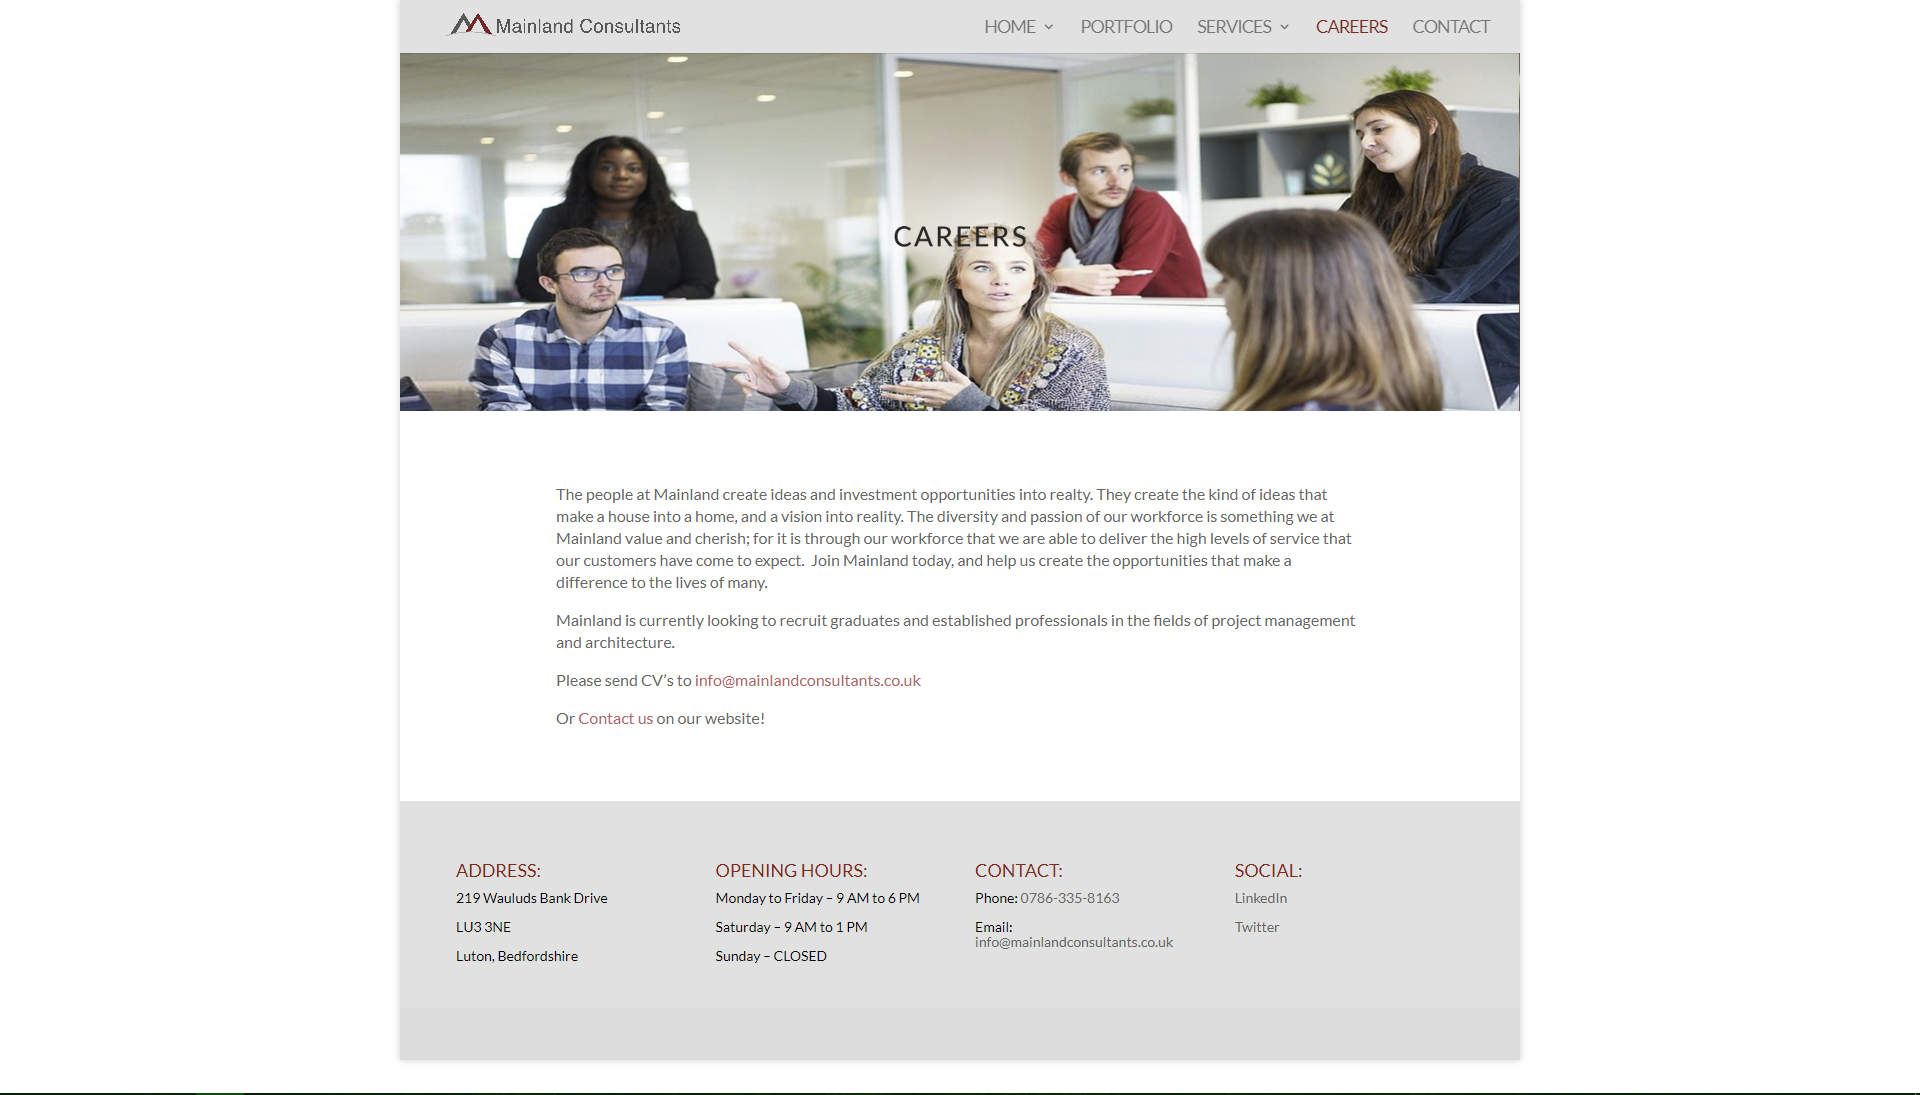 Mainland Consultants
HOME
PORTFOLIO
SERVICES
CAREERS
CONTACT
CAREERS
The people at Mainland create ideas and investment opportunities into realty. They create the kind of ideas that
make a house into a home, and a vision into reality. The diversity and passion of our workforce is something we at
Mainland value and cherish; for it is through our workforce that we are able to deliver the high levels of service that
our customers have come to expect.  Join Mainland today, and help us create the opportunities that make a
difference to the lives of many.
Mainland is currently looking to recruit graduates and established professionals in the fields of project management
and architecture.
Please send CV’s to info@mainlandconsultants.co.uk
Or Contact us on our website!
ADDRESS:
219 Wauluds Bank Drive
LU3 3NE
Luton, Bedfordshire
OPENING HOURS:
Monday to Friday – 9 AM to 6 PM
Saturday – 9 AM to 1 PM
Sunday – CLOSED
CONTACT:
Phone: 0786-335-8163
Email:
info@mainlandconsultants.co.uk
SOCIAL:
LinkedIn
Twitter